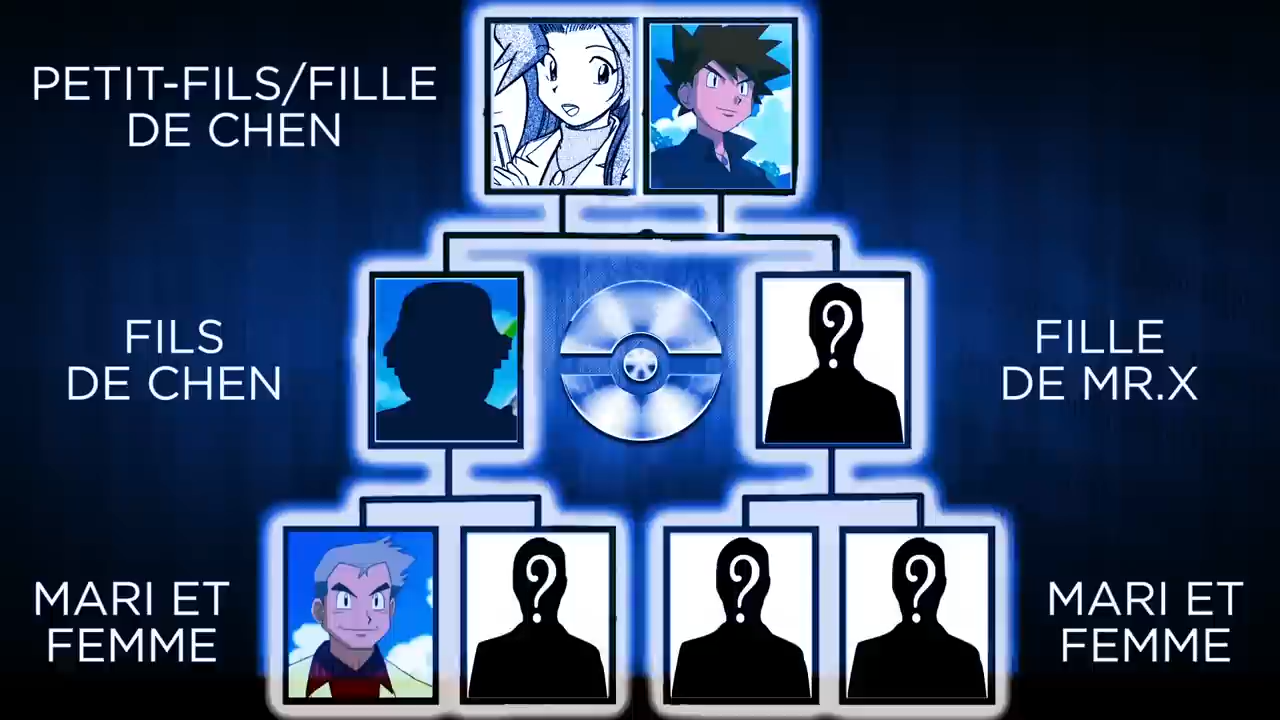 PETIT-FILS/FILLE
DE CHEN
FILS
DE CHEN
FILLE
DE MR.X
MARI ET
FEMME
MARI ET
FEMME
?
?
?
?